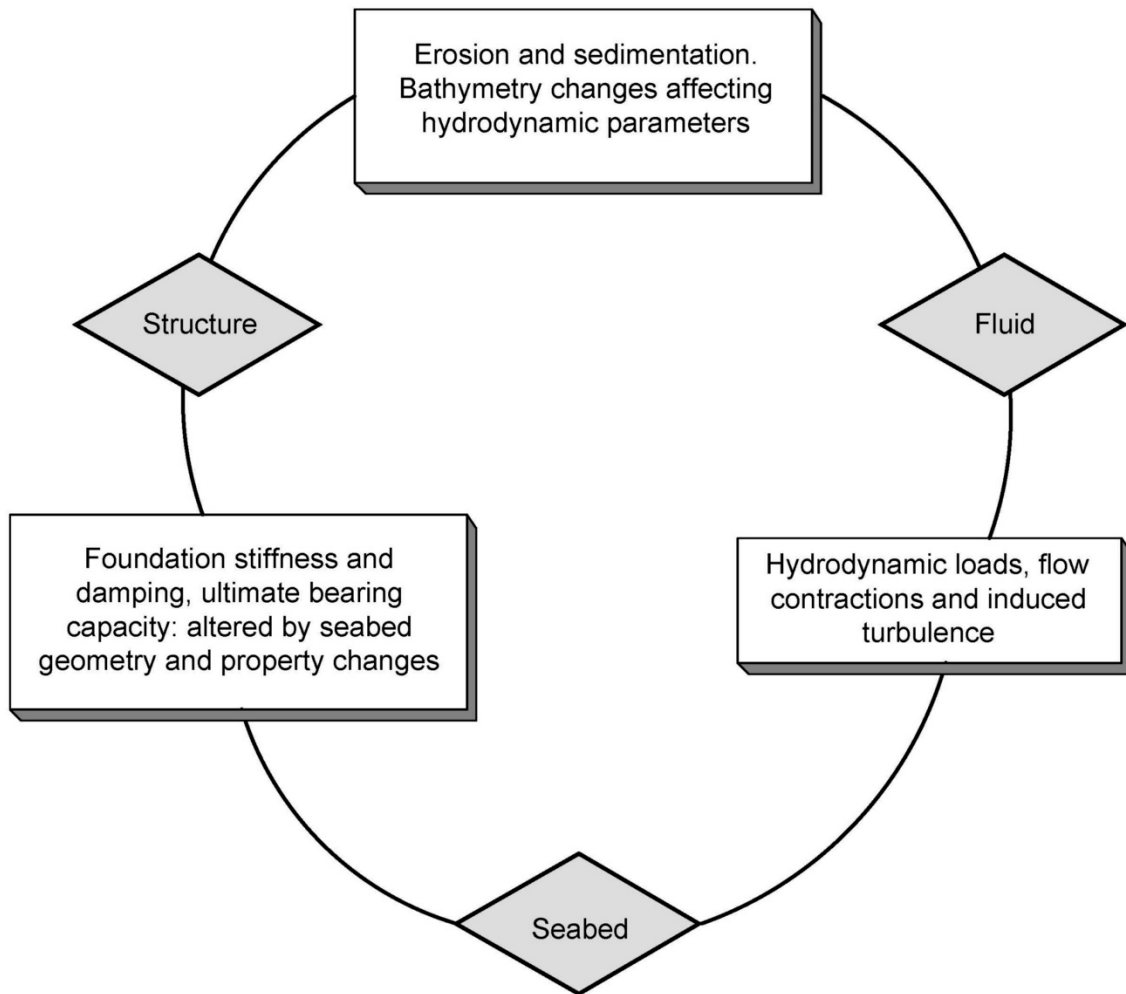 Erosion and sedimentation.
Bathymetry changes affecting
hydrodynamic parameters
Structure
Fluid
Foundation stiffness and
damping, ultimate bearing
capacity: altered by seabed
geometry and property changes
Hydrodynamic loads, flow
contractions and induced
turbulence
Seabed